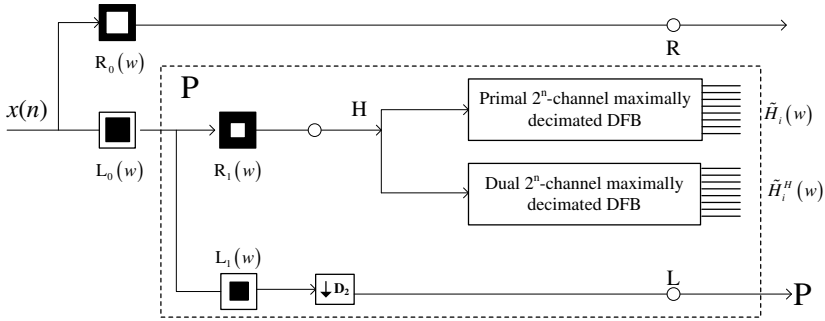 R₀(w)
R
P
x(n)
L₀(w)
R₁(w)
H
Primal 2ⁿ-channel maximally
decimated DFB
H̃ᵢ(w)
Dual 2ⁿ-channel maximally
decimated DFB
H̃ᵢᴴ(w)
L₁(w)
↓D₂
L
P